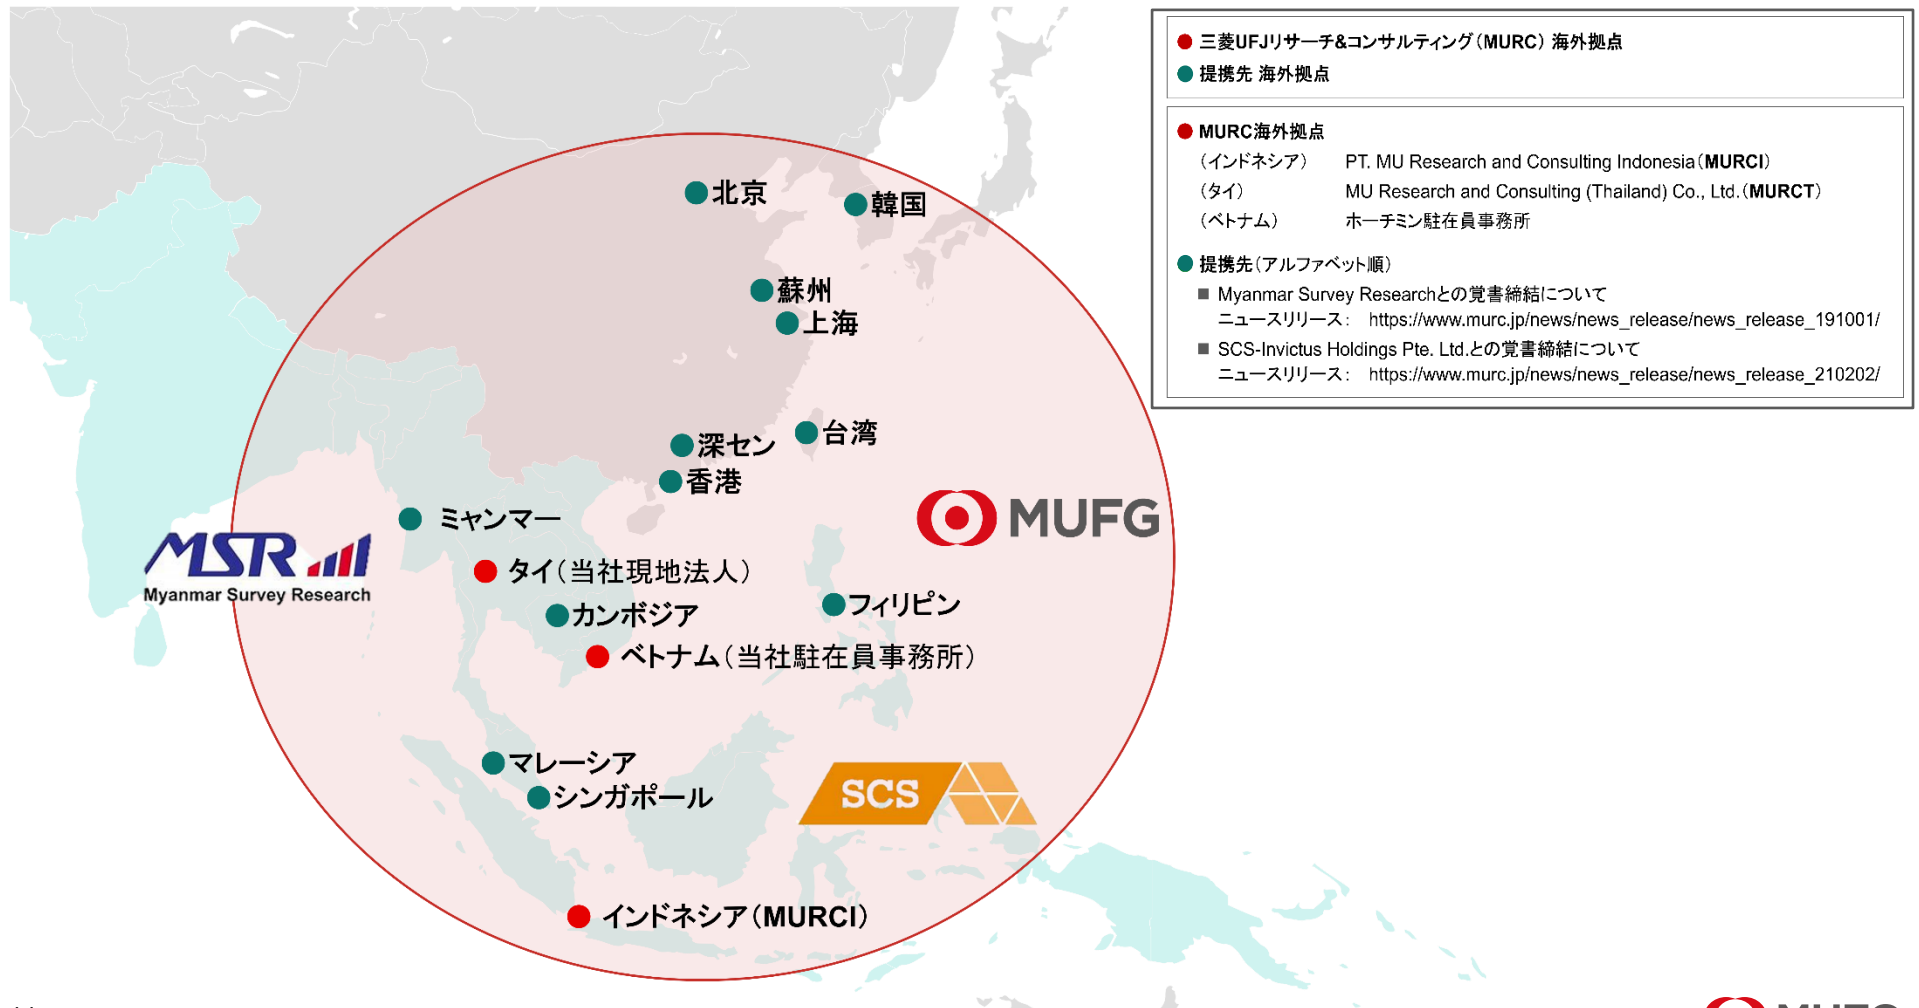 ● 三菱UFJリサーチ&コンサルティング(MURC) 海外拠点
● 提携先 海外拠点
● MURC海外拠点
(インドネシア) PT. MU Research and Consulting Indonesia(MURCI)
(タイ) MU Research and Consulting (Thailand) Co., Ltd.(MURCT)
(ベトナム) ホーチミン駐在員事務所
● 提携先(アルファベット順)
■ Myanmar Survey Researchとの覚書締結について
ニュースリリース: https://www.murc.jp/news/news_release/news_release_191001/
■ SCS-Invictus Holdings Pte. Ltd.との覚書締結について
ニュースリリース: https://www.murc.jp/news/news_release/news_release_210202/
北京
韓国
蘇州
上海
台湾
深セン
香港
MUFG
ミャンマー
MSR
Myanmar Survey Research
タイ(当社現地法人)
カンボジア
フィリピン
ベトナム(当社駐在員事務所)
マレーシア
シンガポール
SCS
インドネシア(MURCI)
MUFG